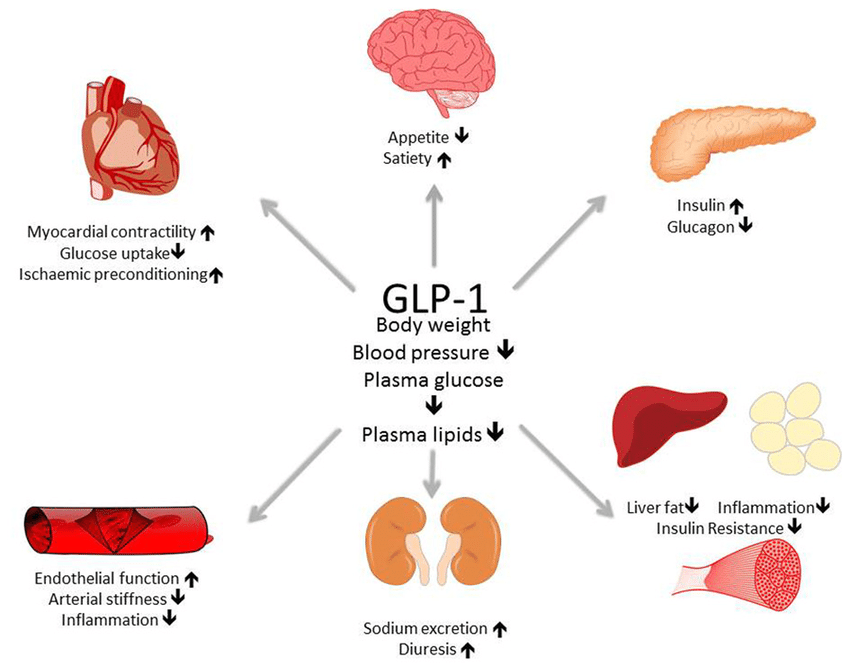 Appetite ↓
Satiety ↑
Myocardial contractility ↑
Glucose uptake↓
Ischaemic preconditioning↑
Insulin ↑
Glucagon ↓
GLP-1
Body weight
Blood pressure ↓
Plasma glucose
↓
Plasma lipids ↓
Liver fat↓ Inflammation↓
Insulin Resistance ↓
Endothelial function ↑
Arterial stiffness ↓
Inflammation ↓
Sodium excretion ↑
Diuresis ↑